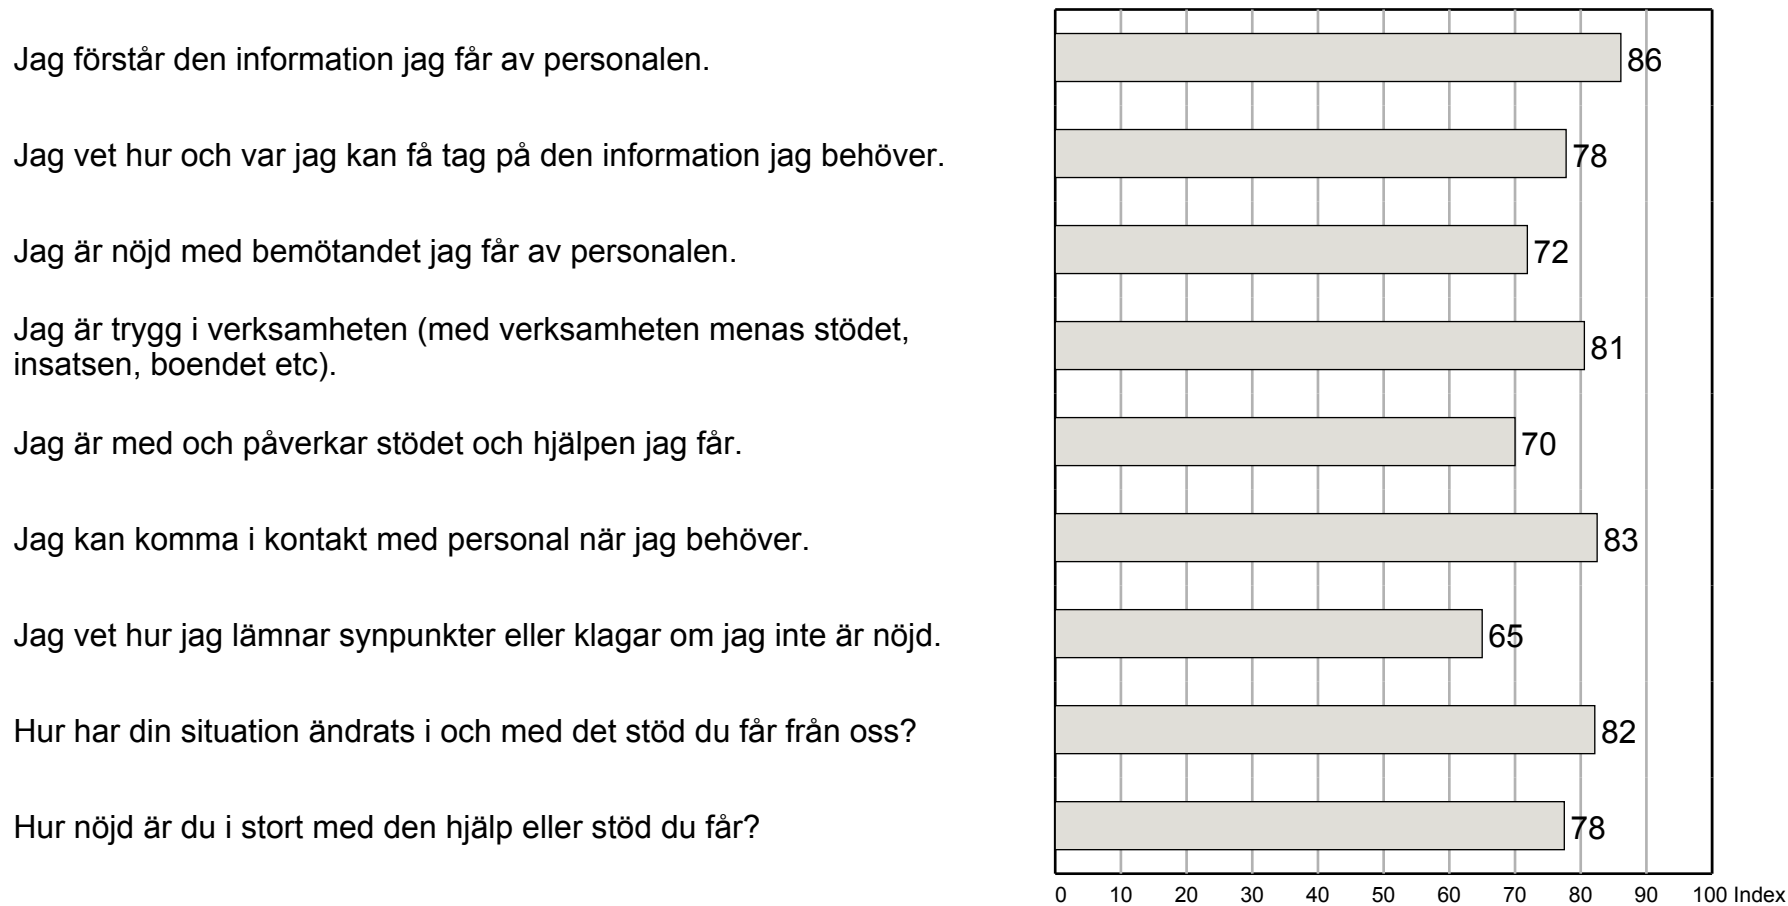 Jag förstår den information jag får av personalen.
86
Jag vet hur och var jag kan få tag på den information jag behöver.
78
Jag är nöjd med bemötandet jag får av personalen.
72
Jag är trygg i verksamheten (med verksamheten menas stödet,
insatsen, boendet etc).
81
Jag är med och påverkar stödet och hjälpen jag får.
70
Jag kan komma i kontakt med personal när jag behöver.
83
Jag vet hur jag lämnar synpunkter eller klagar om jag inte är nöjd.
65
Hur har din situation ändrats i och med det stöd du får från oss?
82
Hur nöjd är du i stort med den hjälp eller stöd du får?
78
0 10 20 30 40 50 60 70 80 90 100 Index